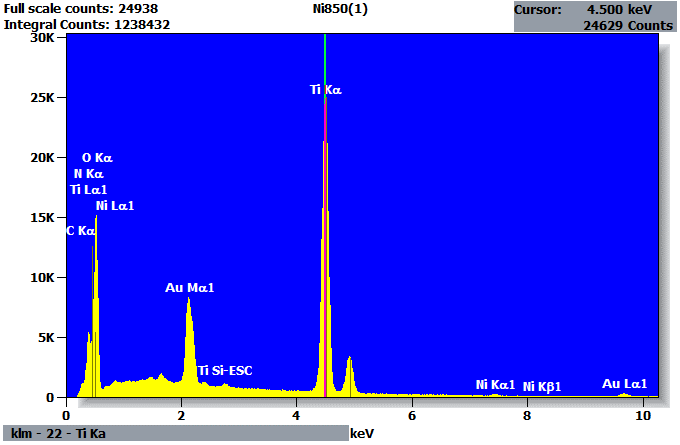 Full scale counts: 24938 Ni850(1) Cursor: 4.500 keV
Integral Counts: 1238432 24629 Counts
30K
25K
Ti Kα
20K
O Kα
N Kα
Ti Lα1
15K
Ni Lα1
C Kα
10K
Au Mα1
5K
Ti Si-ESC
Ni Kα1 Ni Kβ1 Au Lα1
0
0 2 4 6 8 10
klm - 22 - Ti Ka keV